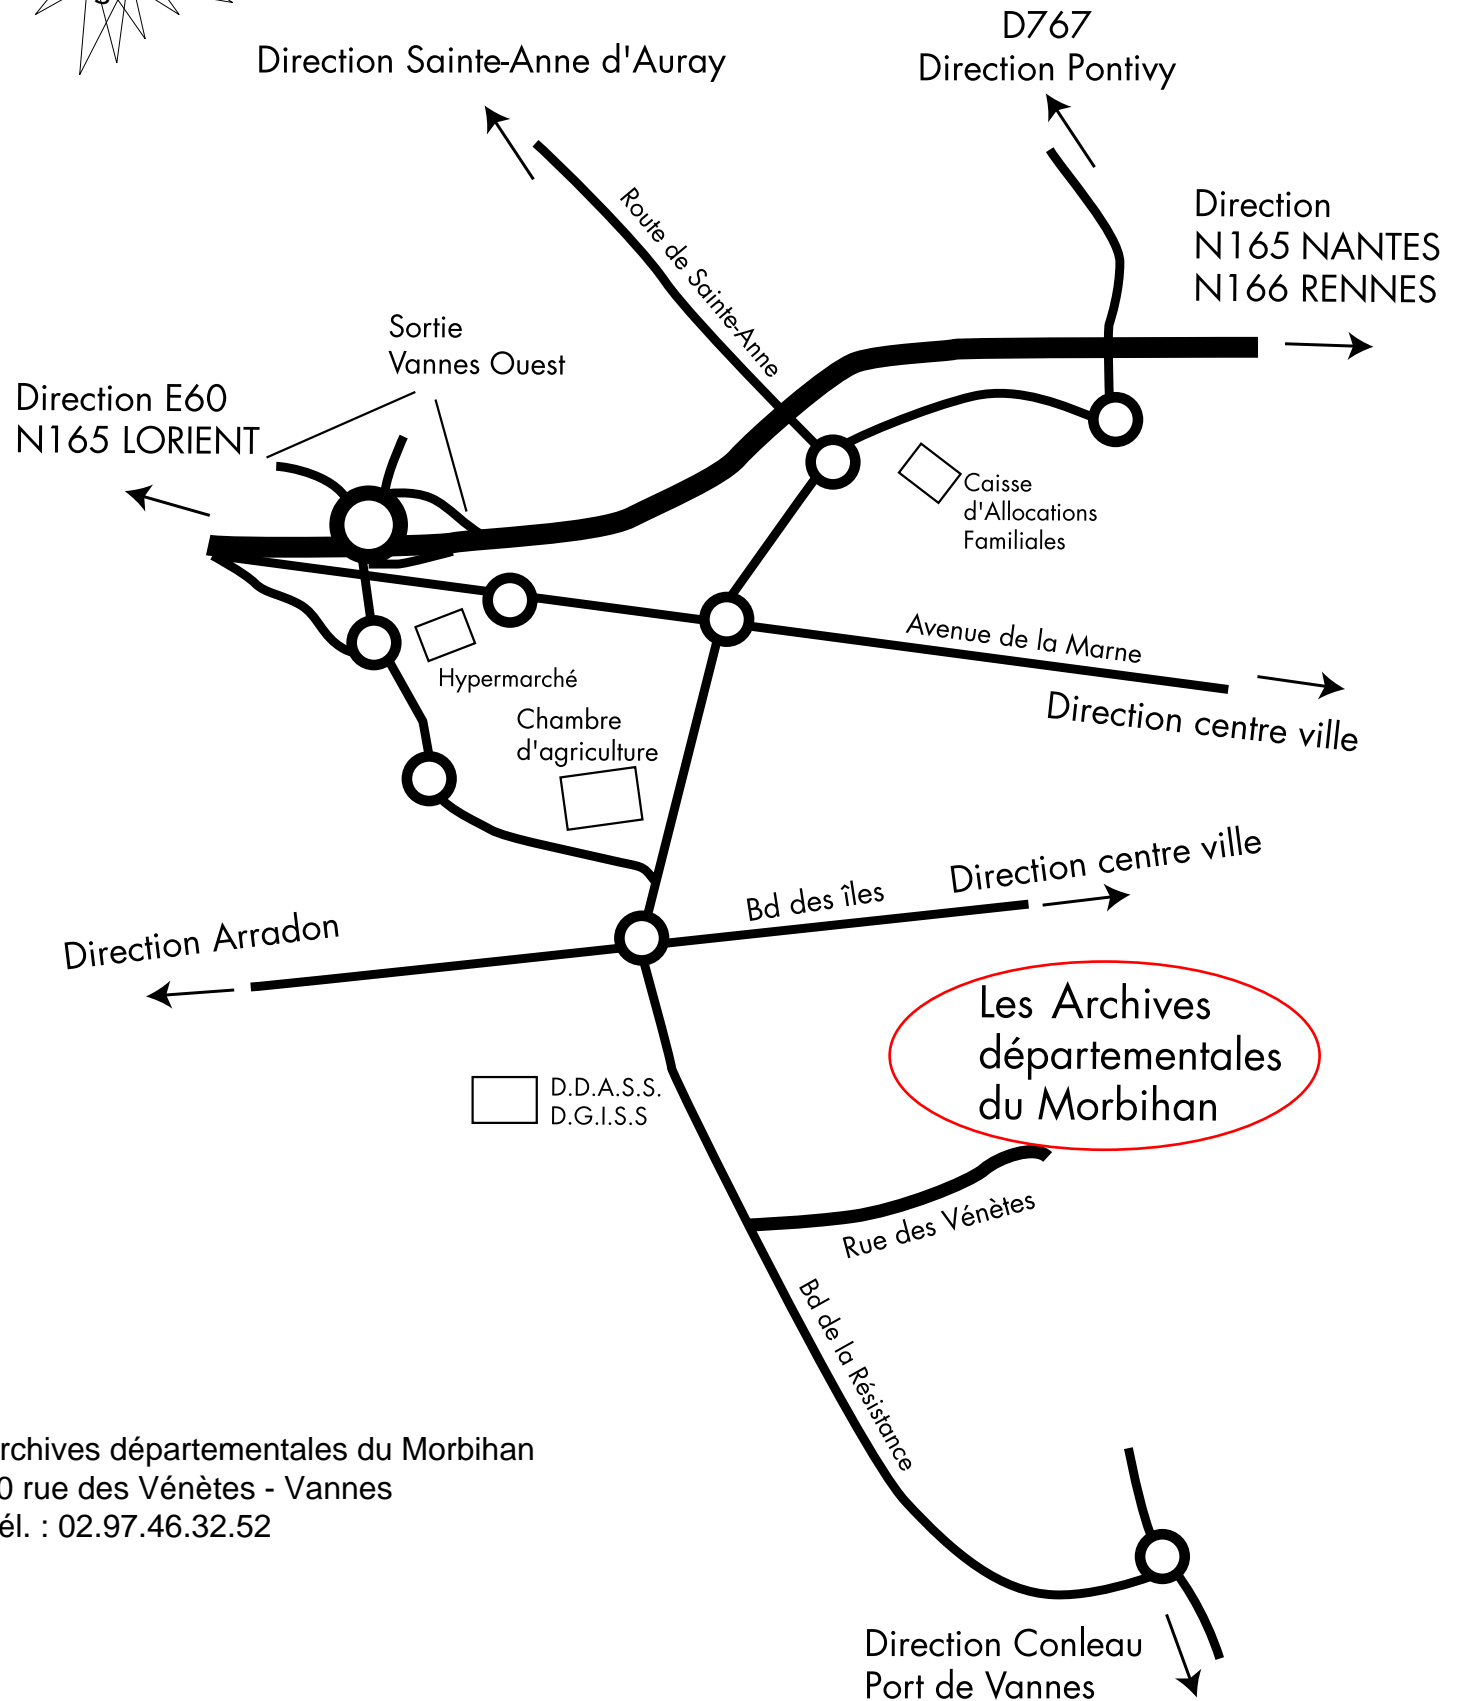 Direction Sainte-Anne d'Auray
D767
Direction Pontivy
Route de Sainte-Anne
Direction
N165 NANTES
N166 RENNES
Sortie
Vannes Ouest
Direction E60
N165 LORIENT
Caisse
d'Allocations
Familiales
Avenue de la Marne
Direction centre ville
Hypermarché
Chambre
d'agriculture
Direction centre ville
Bd des îles
Direction Arradon
Les Archives
départementales
du Morbihan
D.D.A.S.S.
D.G.I.S.S
Rue des Vénètes
Bd de la Résistance
rchives départementales du Morbihan
0 rue des Vénètes - Vannes
él. : 02.97.46.32.52
Direction Conleau
Port de Vannes